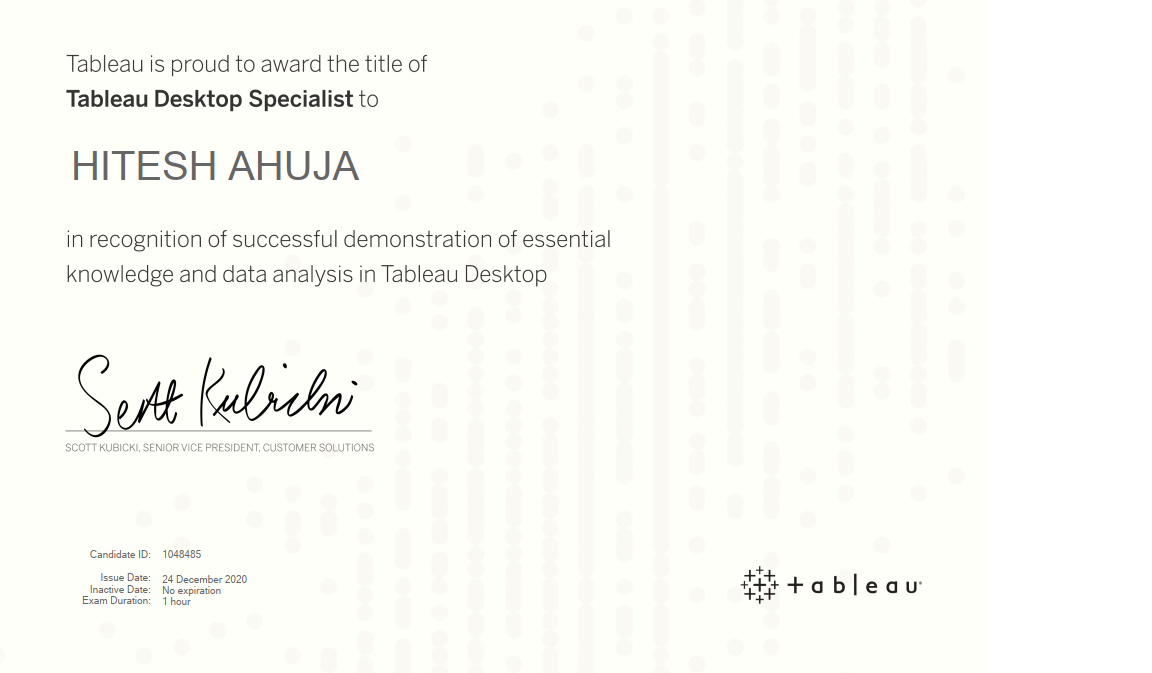 Tableau is proud to award the title of
Tableau Desktop Specialist to
HITESH AHUJA
in recognition of successful demonstration of essential
knowledge and data analysis in Tableau Desktop
Scott Kubicki
SCOTT KUBICKI, SENIOR VICE PRESIDENT, CUSTOMER SOLUTIONS
Candidate ID: 1048485
Issue Date: 24 December 2020
Inactive Date: No expiration
Exam Duration: 1 hour
+ableau®